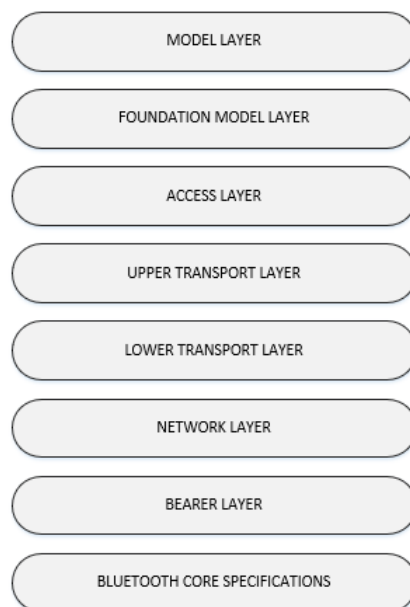 MODEL LAYER
FOUNDATION MODEL LAYER
ACCESS LAYER
UPPER TRANSPORT LAYER
LOWER TRANSPORT LAYER
NETWORK LAYER
BEARER LAYER
BLUETOOTH CORE SPECIFICATIONS